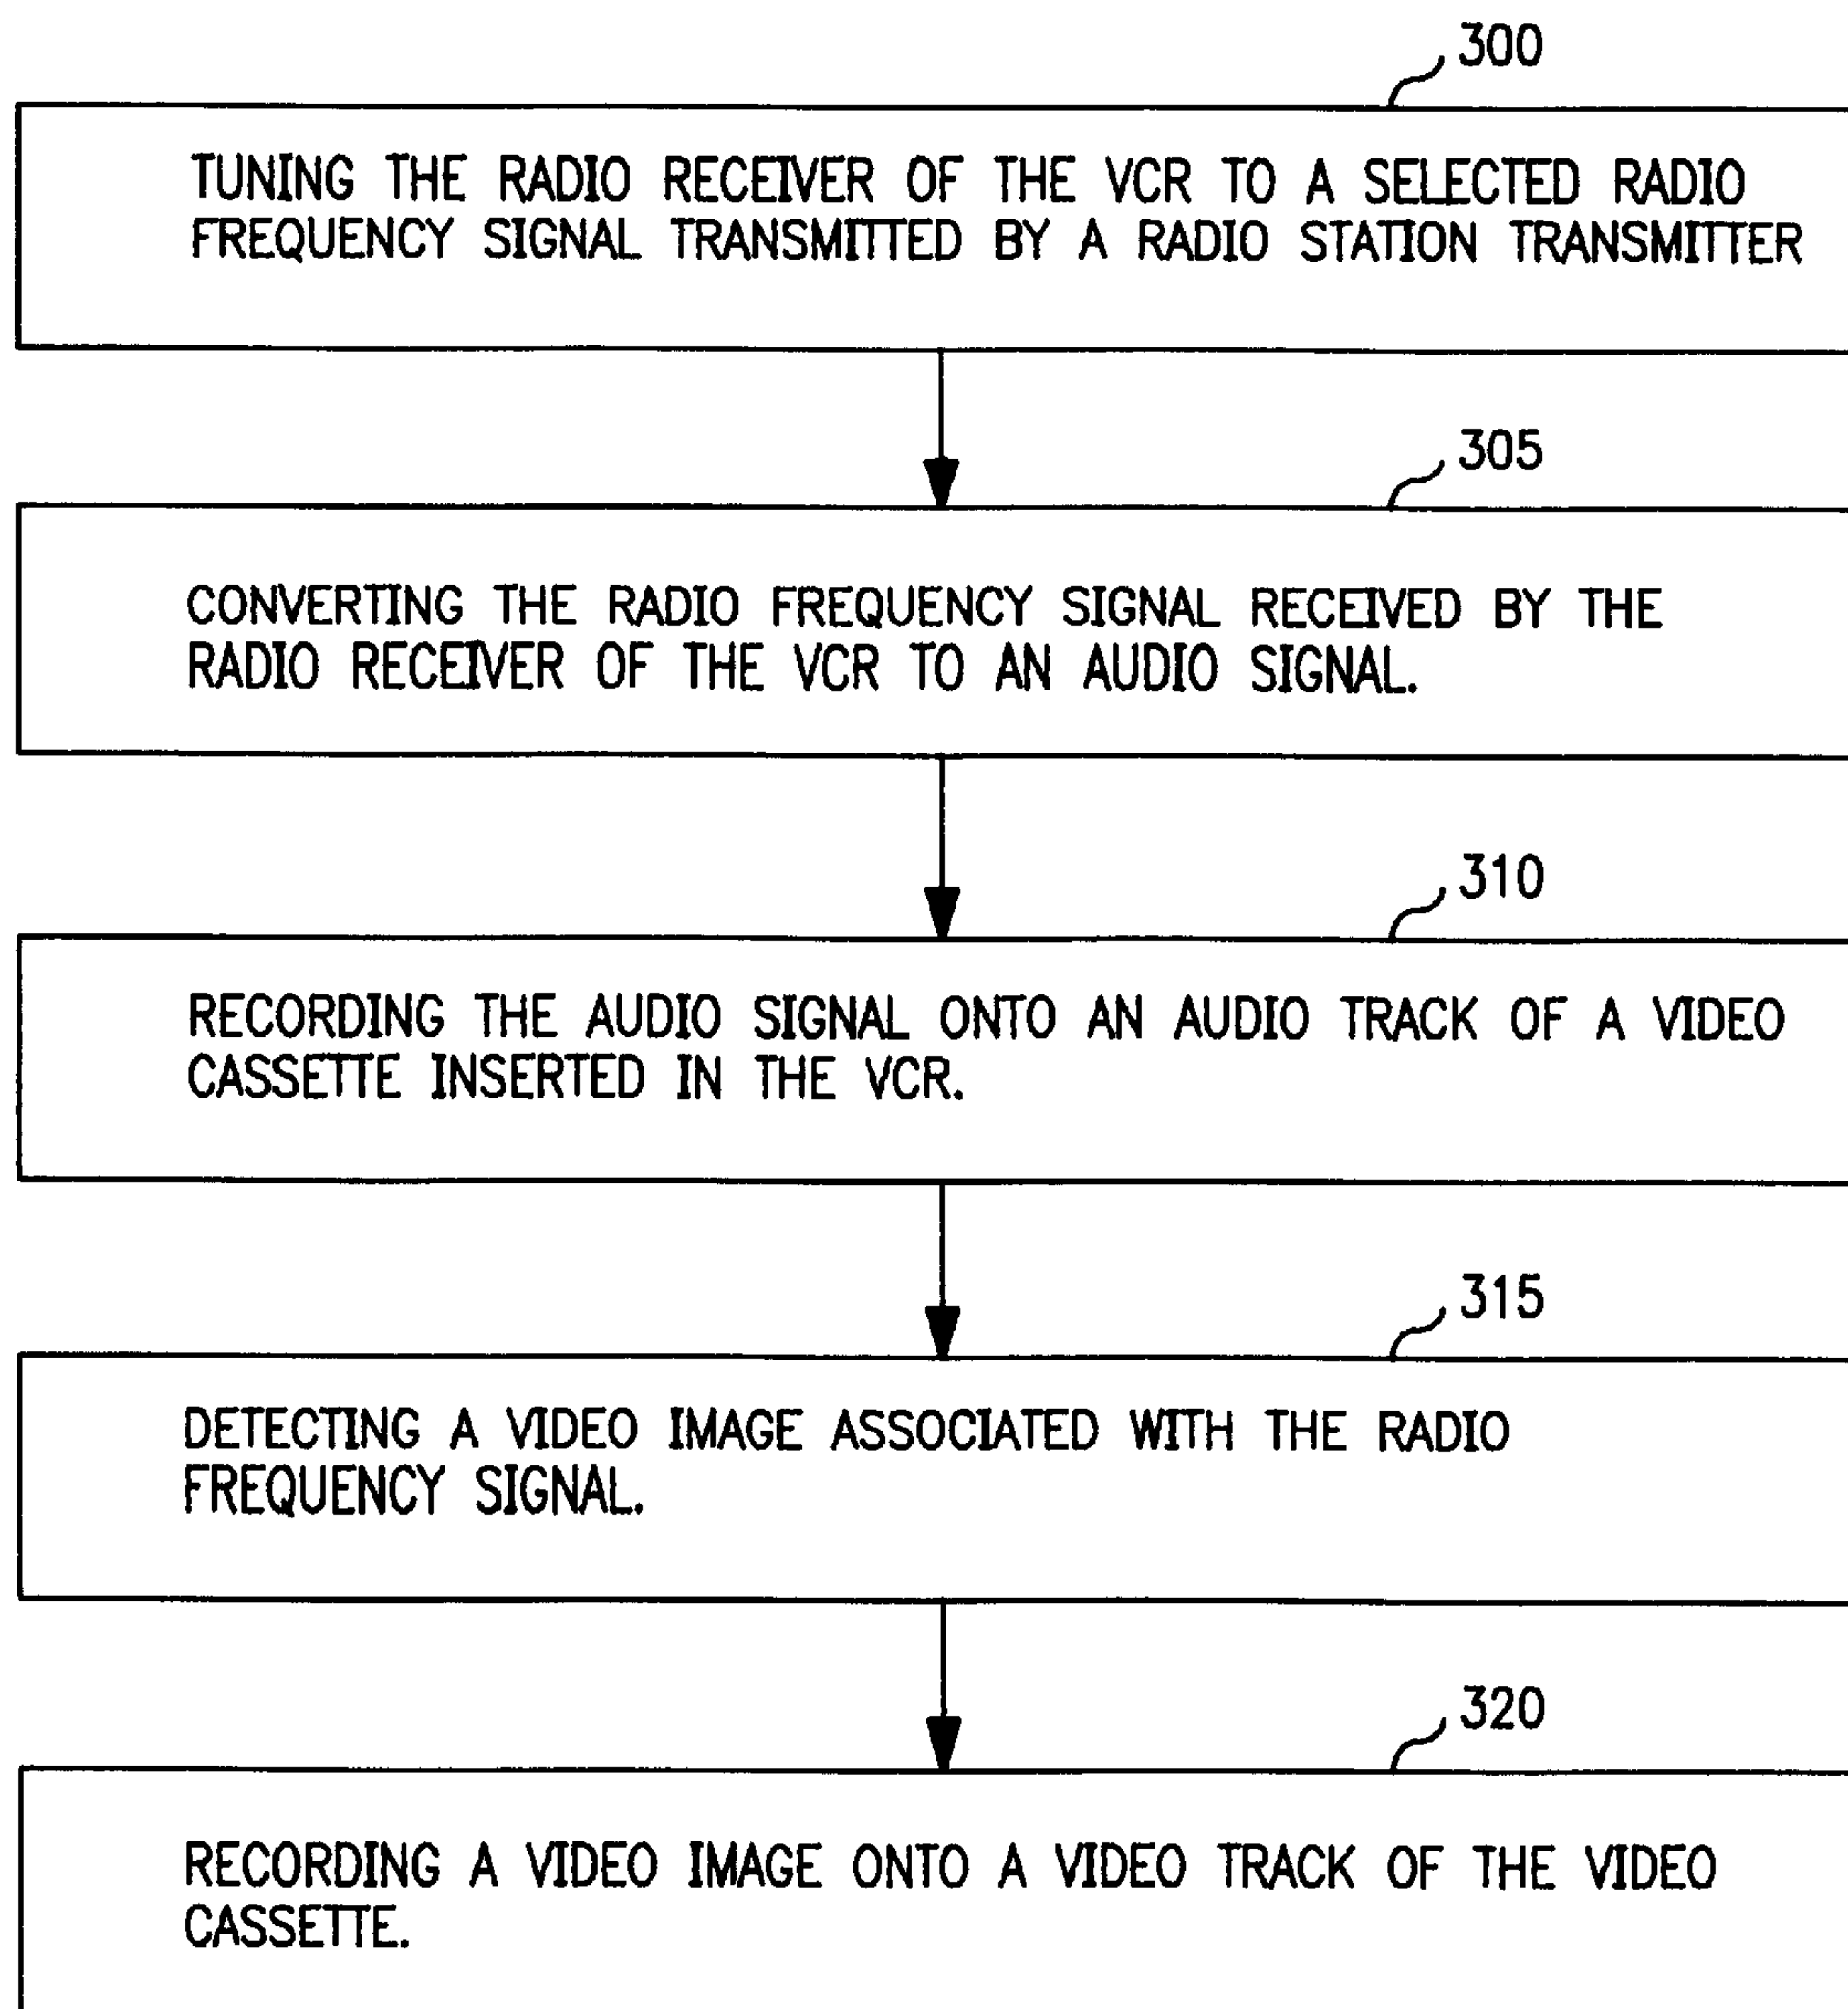 300
TUNING THE RADIO RECEIVER OF THE VCR TO A SELECTED RADIO
FREQUENCY SIGNAL TRANSMITTED BY A RADIO STATION TRANSMITTER
305
CONVERTING THE RADIO FREQUENCY SIGNAL RECEIVED BY THE
RADIO RECEIVER OF THE VCR TO AN AUDIO SIGNAL.
310
RECORDING THE AUDIO SIGNAL ONTO AN AUDIO TRACK OF A VIDEO
CASSETTE INSERTED IN THE VCR.
315
DETECTING A VIDEO IMAGE ASSOCIATED WITH THE RADIO
FREQUENCY SIGNAL.
320
RECORDING A VIDEO IMAGE ONTO A VIDEO TRACK OF THE VIDEO
CASSETTE.